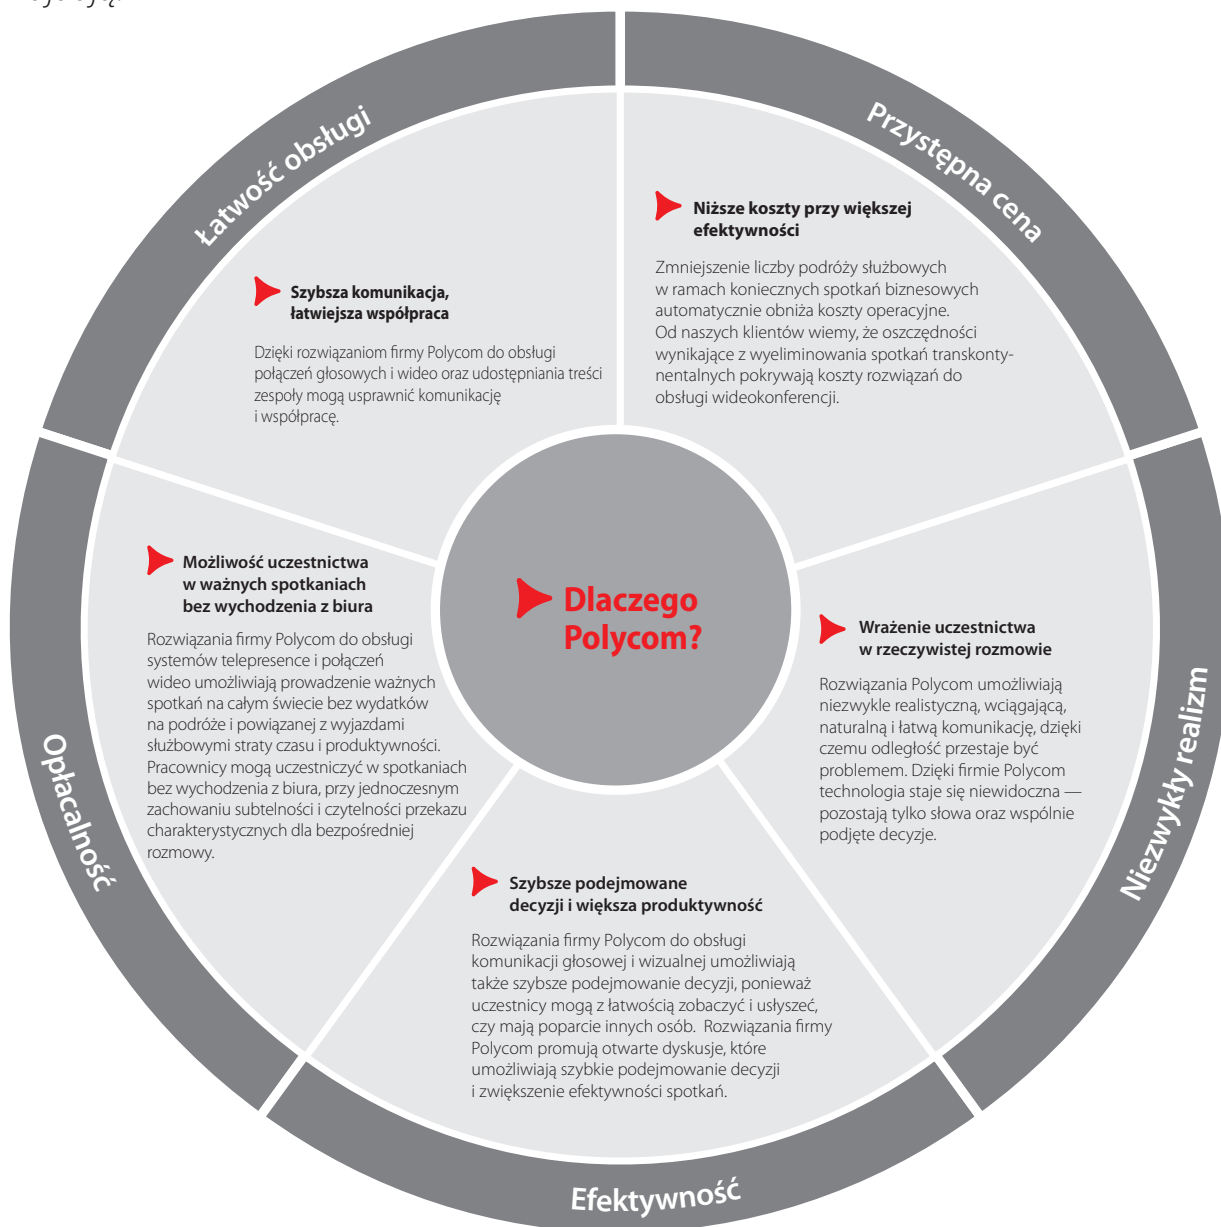 Łatwość obsługi
Szybsza komunikacja,
łatwiejsza współpraca
Dzięki rozwiązaniom firmy Polycom do obsługi
połączeń głosowych i wideo oraz udostępniania treści
zespoły mogą usprawnić komunikację
i współpracę.
Przystępna cena
Niższe koszty przy większej
efektywności
Zmniejszenie liczby podróży służbowych
w ramach koniecznych spotkań biznesowych
automatycznie obniża koszty operacyjne.
Od naszych klientów wiemy, że oszczędności
wynikające z wyeliminowania spotkań transkonty-
nentalnych pokrywają koszty rozwiązań do
obsługi wideokonferencji.
Dlaczego
Polycom?
Niezwykły realizm
Wrażenie uczestnictwa
w rzeczywistej rozmowie
Rozwiązania Polycom umożliwiają
niezwykle realistyczną, wciągającą,
naturalną i łatwą komunikację, dzięki
czemu odległość przestaje być
problemem. Dzięki firmie Polycom
technologia staje się niewidoczna —
pozostają tylko słowa oraz wspólnie
podjęte decyzje.
Efektywność
Szybsze podejmowane
decyzji i większa produktywność
Rozwiązania firmy Polycom do obsługi
komunikacji głosowej i wizualnej umożliwiają
także szybsze podejmowanie decyzji, ponieważ
uczestnicy mogą z łatwością zobaczyć i usłyszeć,
czy mają poparcie innych osób.  Rozwiązania firmy
Polycom promują otwarte dyskusje, które
umożliwiają szybkie podejmowanie decyzji
i zwiększenie efektywności spotkań.
Opłacalność
Możliwość uczestnictwa
w ważnych spotkaniach
bez wychodzenia z biura
Rozwiązania firmy Polycom do obsługi
systemów telepresence i połączeń
wideo umożliwiają prowadzenie ważnych
spotkań na całym świecie bez wydatków
na podróże i powiązanej z wyjazdami
służbowymi straty czasu i produktywności.
Pracownicy mogą uczestniczyć w spotkaniach
bez wychodzenia z biura, przy jednoczesnym
zachowaniu subtelności i czytelności przekazu
charakterystycznych dla bezpośredniej
rozmowy.